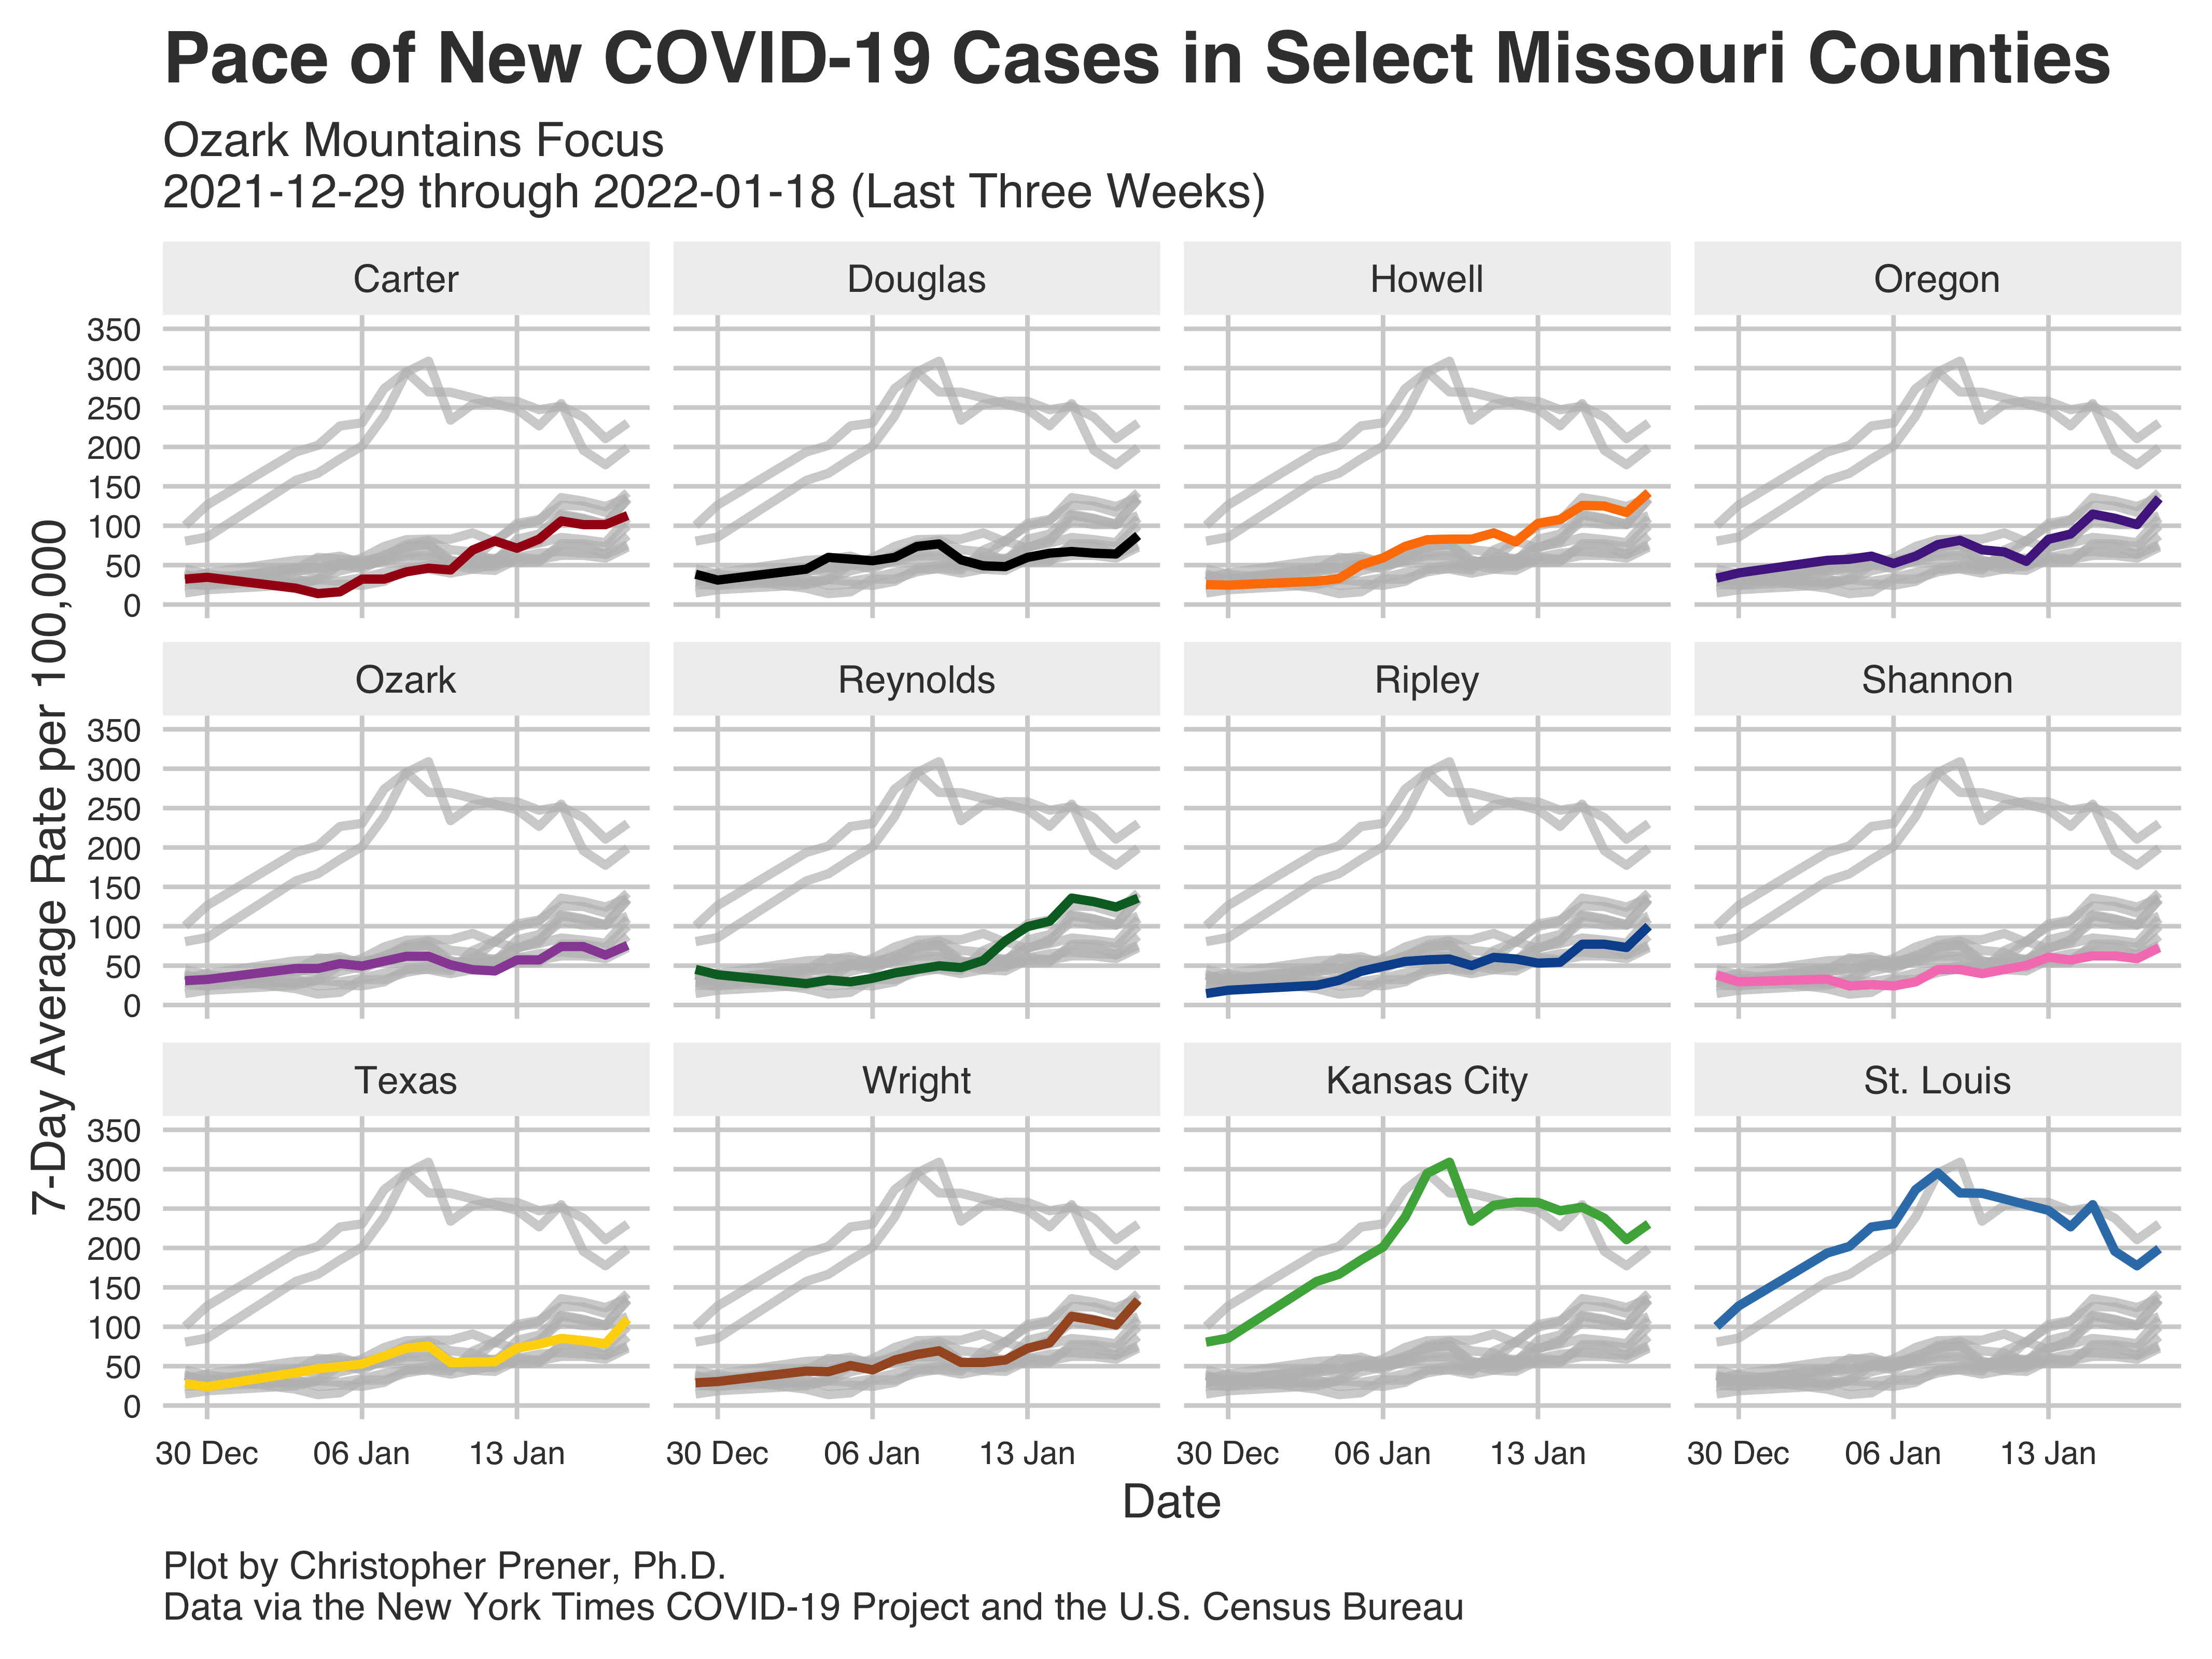 Pace of New COVID-19 Cases in Select Missouri Counties
Ozark Mountains Focus
2021-12-29 through 2022-01-18 (Last Three Weeks)
Carter
Douglas
Howell
Oregon
350
300
250
200
150
100
50
0
Ozark
Reynolds
Ripley
Shannon
350
300
250
200
150
100
50
0
Texas
Wright
Kansas City
St. Louis
350
300
250
200
150
100
50
0
7-Day Average Rate per 100,000
30 Dec 06 Jan 13 Jan
30 Dec 06 Jan 13 Jan
30 Dec 06 Jan 13 Jan
30 Dec 06 Jan 13 Jan
Date
Plot by Christopher Prener, Ph.D.
Data via the New York Times COVID-19 Project and the U.S. Census Bureau